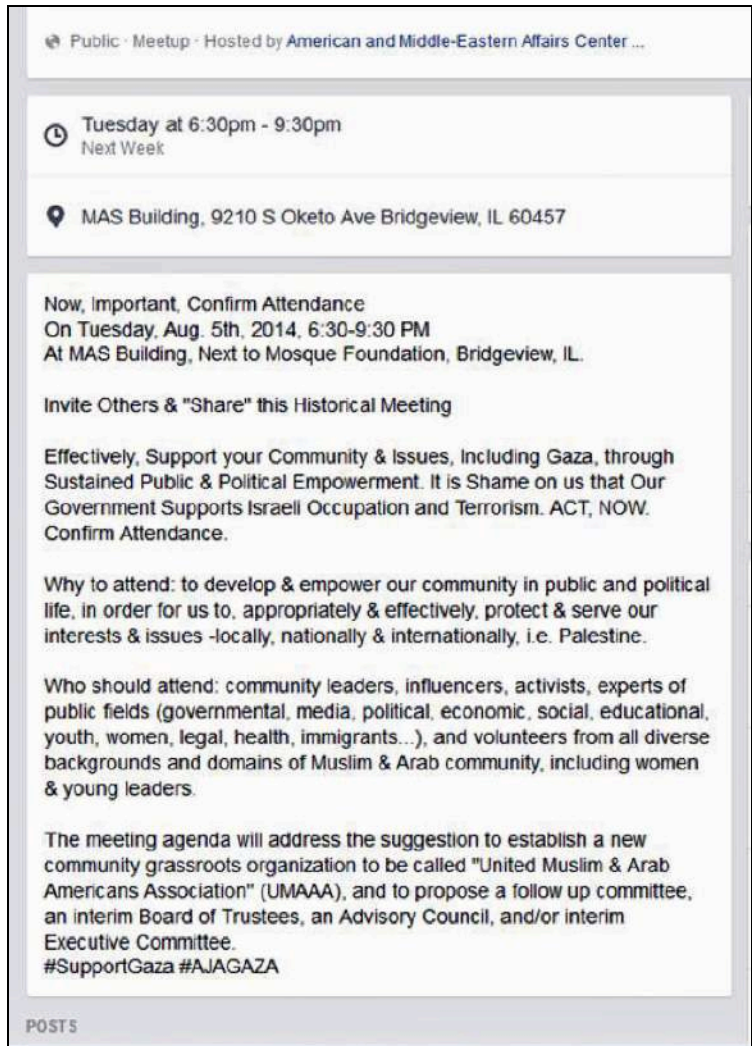 Public · Meetup · Hosted by American and Middle-Eastern Affairs Center ...
Tuesday at 6:30pm - 9:30pm
Next Week
MAS Building, 9210 S Oketo Ave Bridgeview, IL 60457
Now, Important, Confirm Attendance
On Tuesday, Aug. 5th, 2014, 6:30-9:30 PM
At MAS Building, Next to Mosque Foundation, Bridgeview, IL.
Invite Others & "Share" this Historical Meeting
Effectively, Support your Community & Issues, Including Gaza, through
Sustained Public & Political Empowerment. It is Shame on us that Our
Government Supports Israeli Occupation and Terrorism. ACT, NOW.
Confirm Attendance.
Why to attend: to develop & empower our community in public and political
life, in order for us to, appropriately & effectively, protect & serve our
interests & issues -locally, nationally & internationally, i.e. Palestine.
Who should attend: community leaders, influencers, activists, experts of
public fields (governmental, media, political, economic, social, educational,
youth, women, legal, health, immigrants...), and volunteers from all diverse
backgrounds and domains of Muslim & Arab community, including women
& young leaders.
The meeting agenda will address the suggestion to establish a new
community grassroots organization to be called "United Muslim & Arab
Americans Association" (UMAAA), and to propose a follow up committee,
an interim Board of Trustees, an Advisory Council, and/or interim
Executive Committee.
#SupportGaza #AJAGAZA
POSTS